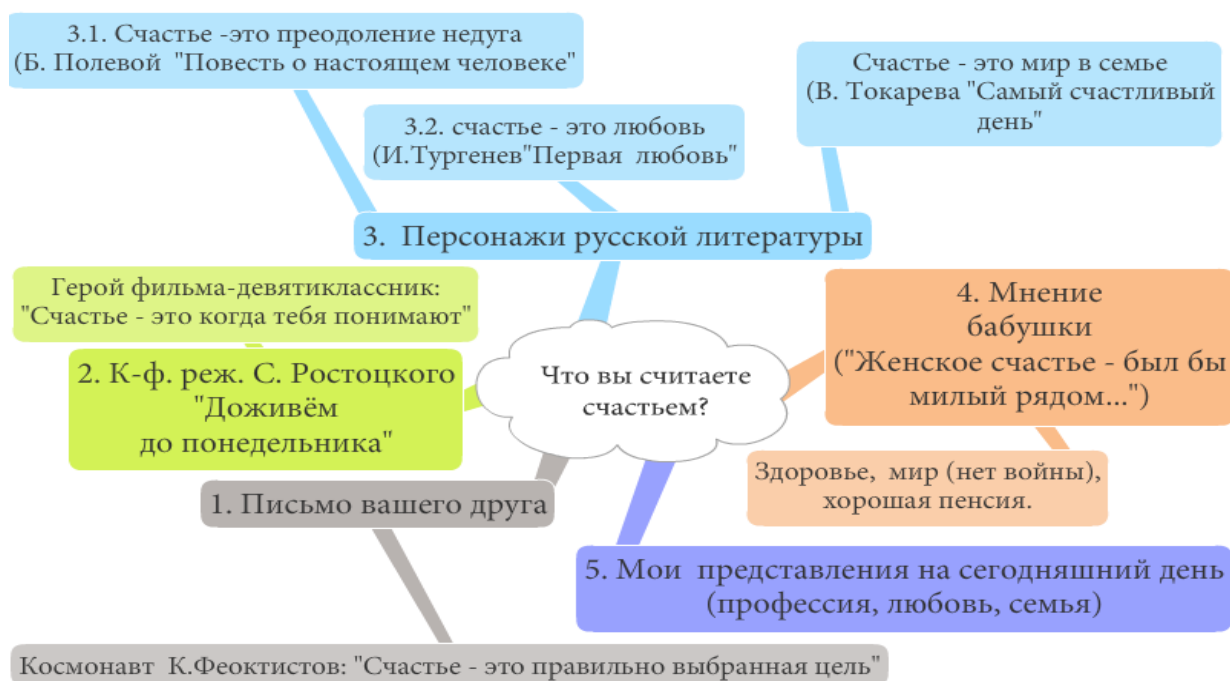 3.1. Счастье -это преодоление недуга
(Б. Полевой  "Повесть о настоящем человеке"
Счастье - это мир в семье
(В. Токарева "Самый счастливый
день"
3.2. счастье - это любовь
(И.Тургенев"Первая  любовь"
3.  Персонажи русской литературы
Герой фильма-девятиклассник:
"Счастье - это когда тебя понимают"
2. К-ф. реж. С. Ростоцкого
"Доживём
до понедельника"
Что вы считаете
счастьем?
4. Мнение
бабушки
("Женское счастье - был бы
милый рядом...")
Здоровье,  мир (нет войны),
хорошая пенсия.
1. Письмо вашего друга
5. Мои  представления на сегодняшний день
(профессия, любовь, семья)
Космонавт  К.Феоктистов: "Счастье - это правильно выбранная цель"